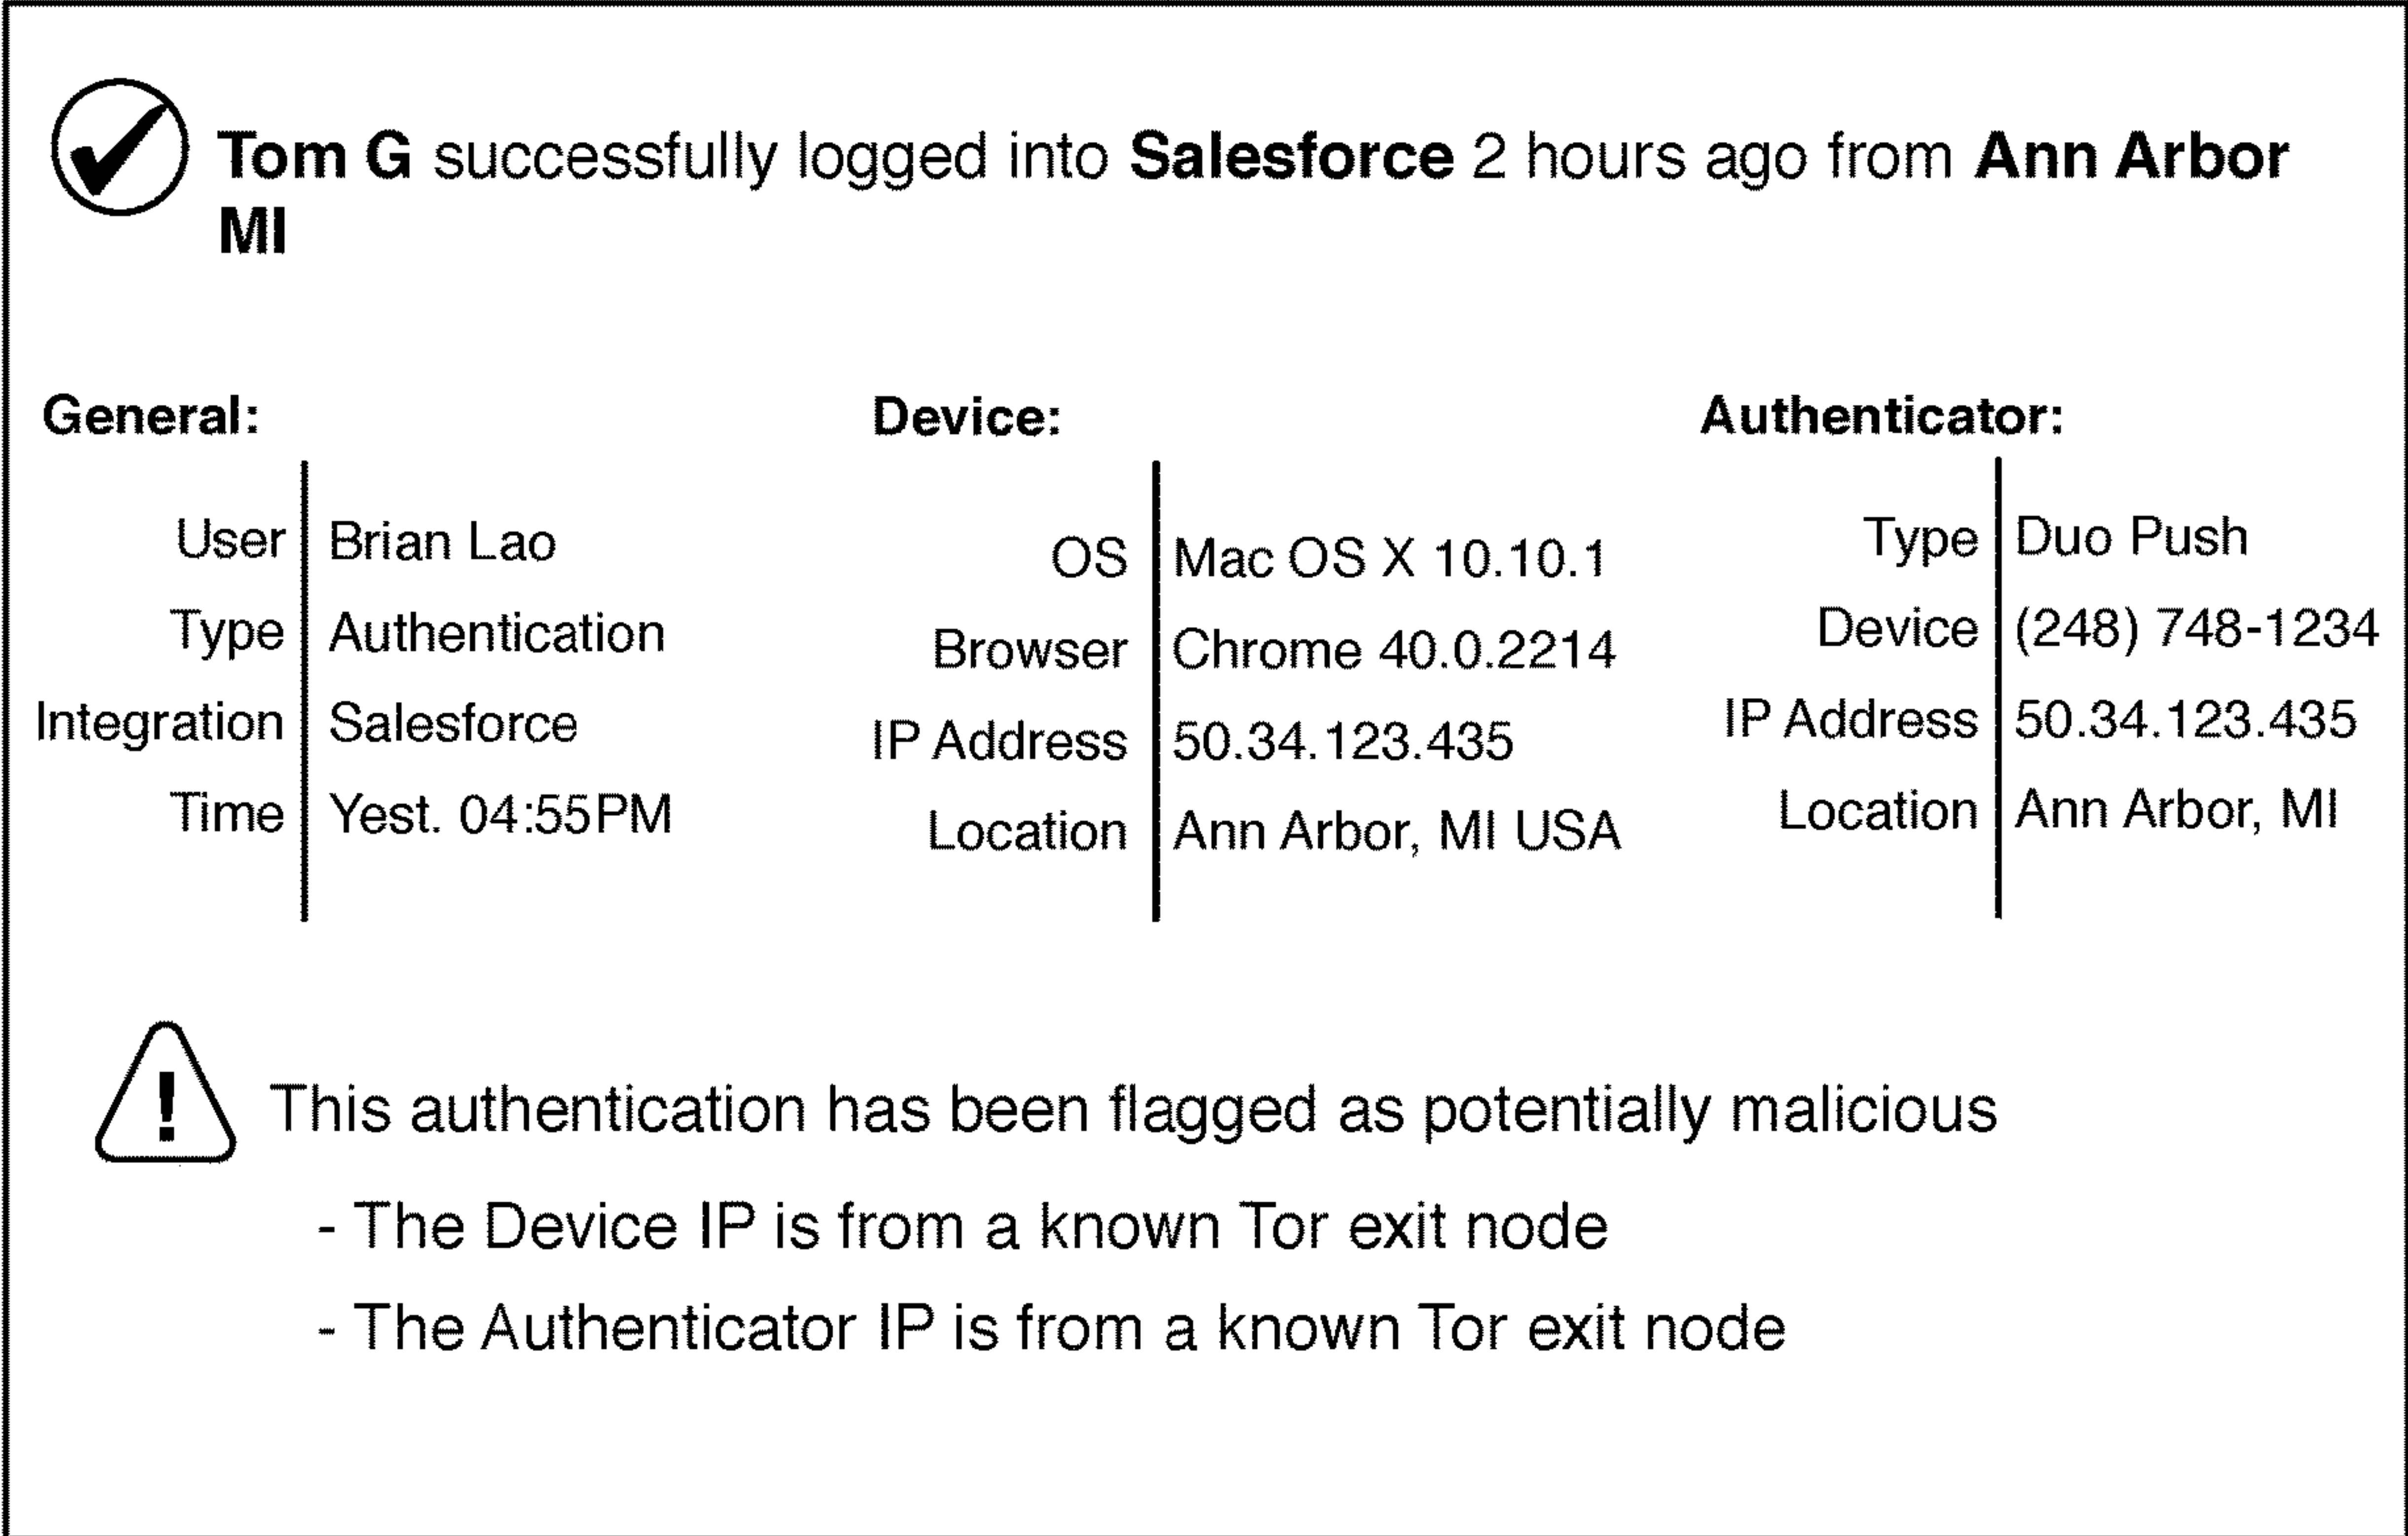 Tom G successfully logged into Salesforce 2 hours ago from Ann Arbor
MI
General:
User Brian Lao
Type Authentication
Integration Salesforce
Time Yest. 04:55PM
Device:
OS Mac OS X 10.10.1
Browser Chrome 40.0.2214
IP Address 50.34.123.435
Location Ann Arbor, MI USA
Authenticator:
Type Duo Push
Device (248) 748-1234
IP Address 50.34.123.435
Location Ann Arbor, MI
! This authentication has been flagged as potentially malicious
- The Device IP is from a known Tor exit node
- The Authenticator IP is from a known Tor exit node